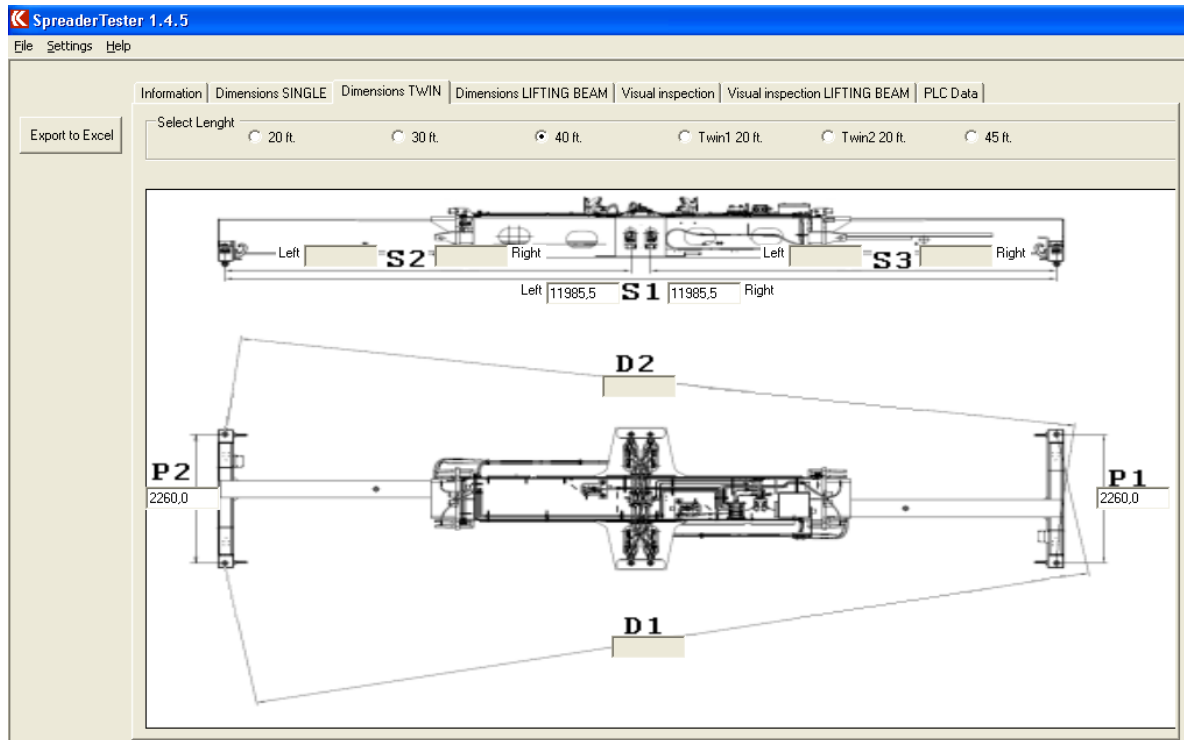 SpreaderTester 1.4.5
File Settings Help
Information Dimensions SINGLE Dimensions TWIN Dimensions LIFTING BEAM Visual inspection Visual inspection LIFTING BEAM PLC Data
Export to Excel
Select Lenght
20 ft. 30 ft. 40 ft. Twin1 20 ft. Twin2 20 ft. 45 ft.
Left S2 Right Left S3 Right
Left 11985,5 S1 11985,5 Right
D2
P2 P1
2260,0 2260,0
D1